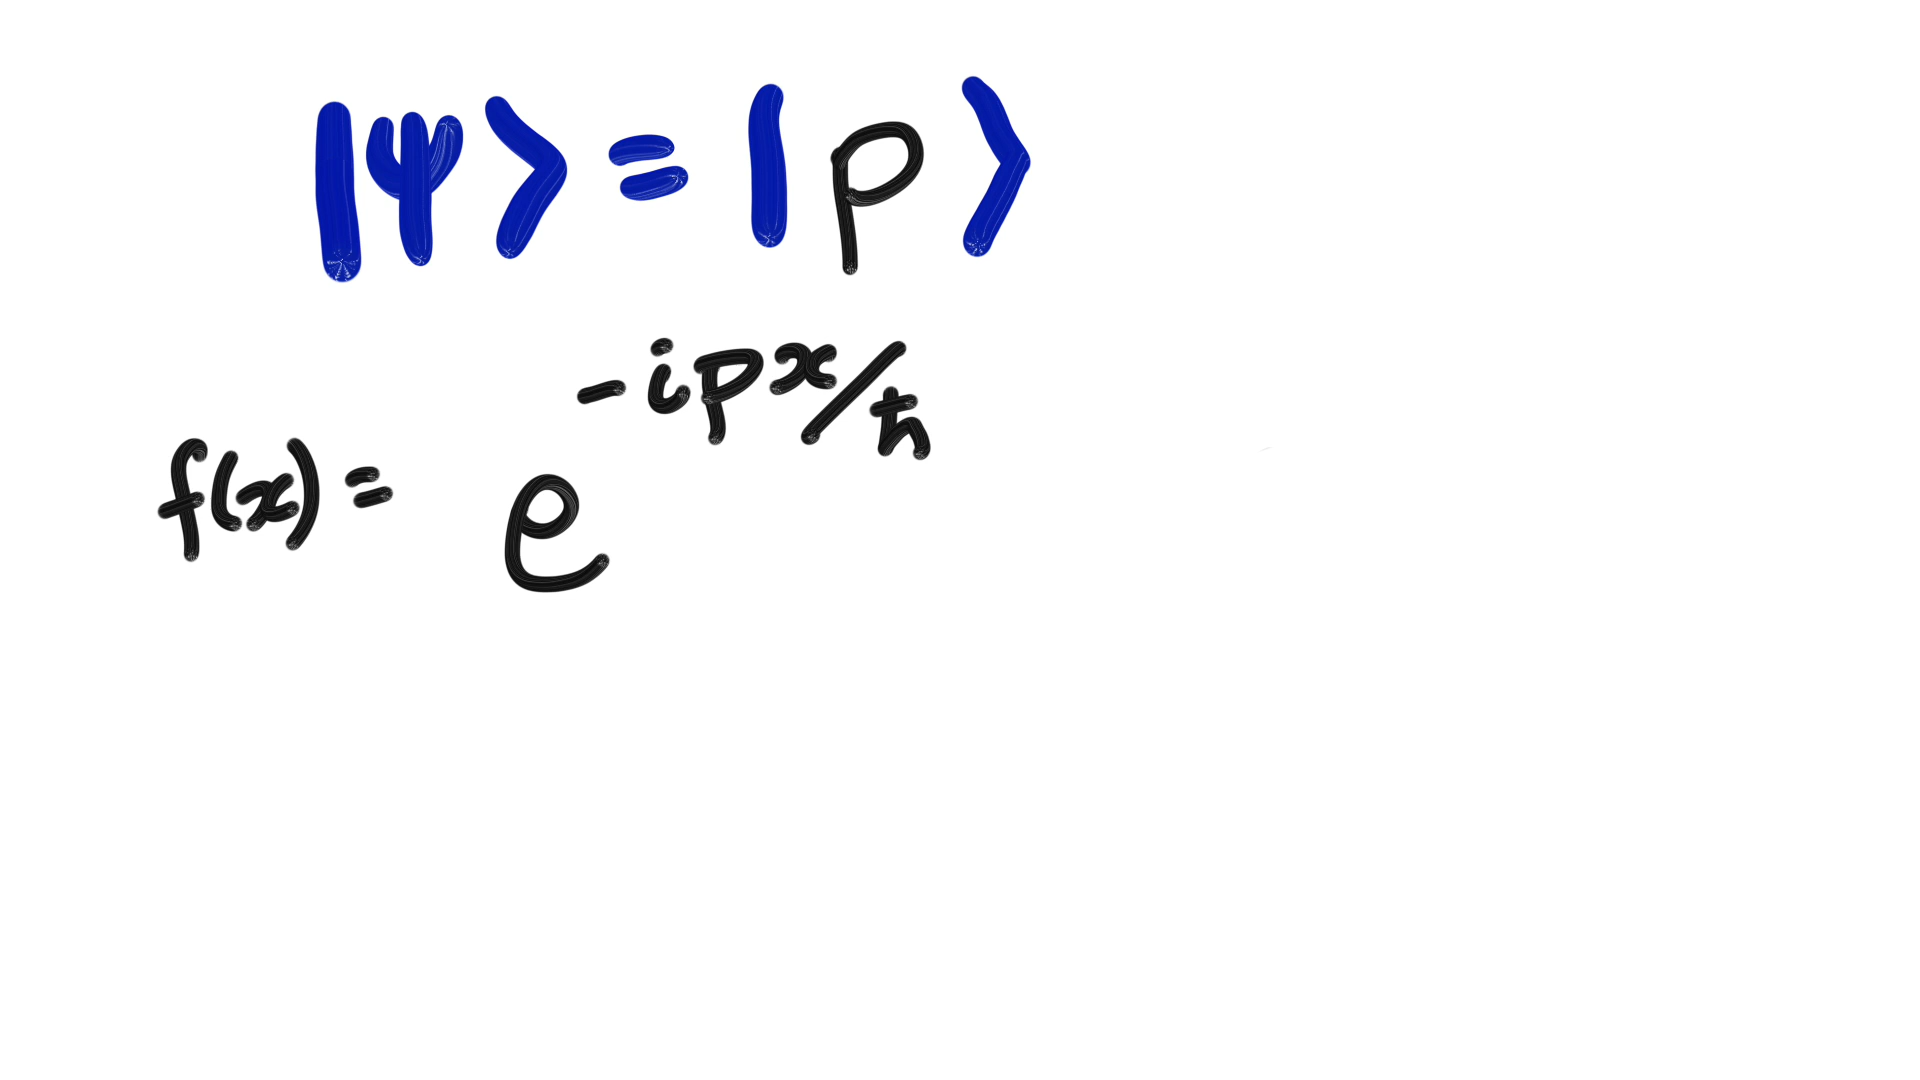 |ψ⟩ = |p⟩
f(x) = e^{-ipx/ħ}